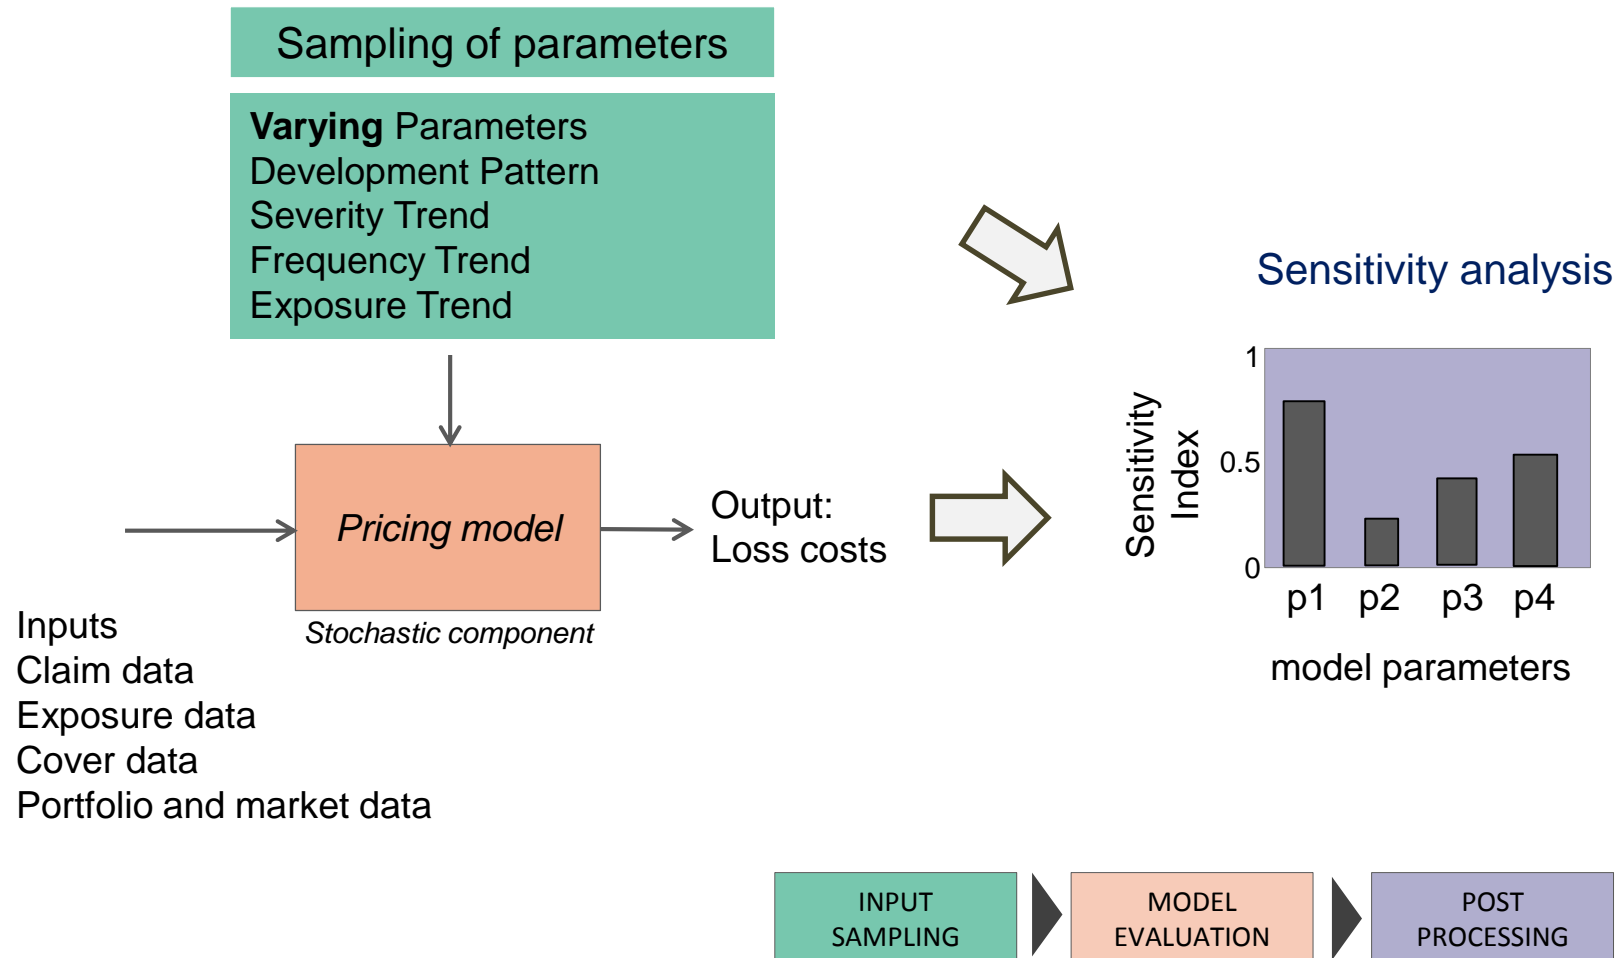 Sampling of parameters
Varying Parameters
Development Pattern
Severity Trend
Frequency Trend
Exposure Trend
Pricing model
Stochastic component
Output:
Loss costs
Inputs
Claim data
Exposure data
Cover data
Portfolio and market data
Sensitivity analysis
Sensitivity
Index
1
0.5
0
p1 p2 p3 p4
model parameters
INPUT
SAMPLING
MODEL
EVALUATION
POST
PROCESSING